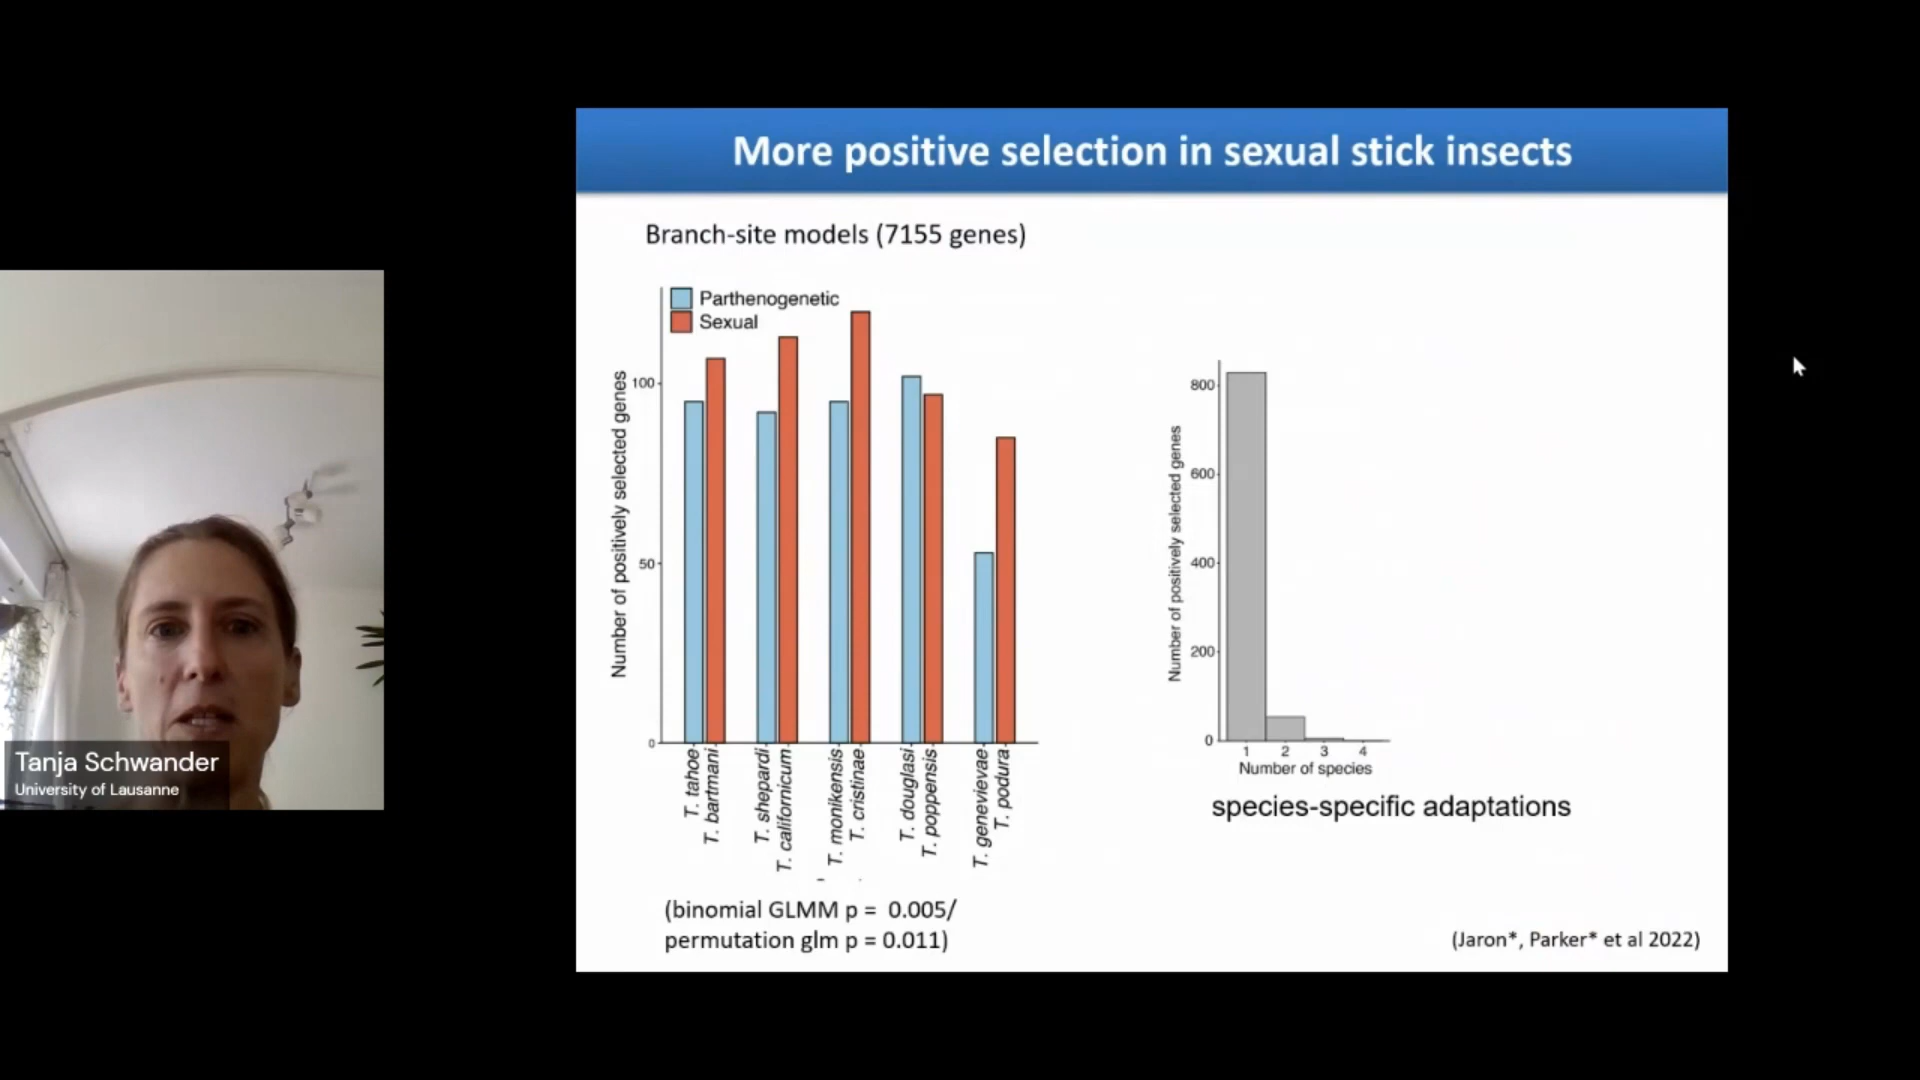 More positive selection in sexual stick insects
Branch-site models (7155 genes)
Parthenogenetic
Sexual
Number of positively selected genes
100
50
0
T. tahoe
T. bartmani
T. shepardi
T. californicum
T. monikensis
T. cristinae
T. douglasi
T. poppensis
T. genevievae
T. podura
(binomial GLMM p = 0.005/
permutation glm p = 0.011)
Number of positively selected genes
800
600
400
200
0
1 2 3 4
Number of species
species-specific adaptations
(Jaron*, Parker* et al 2022)
Tanja Schwander
University of Lausanne